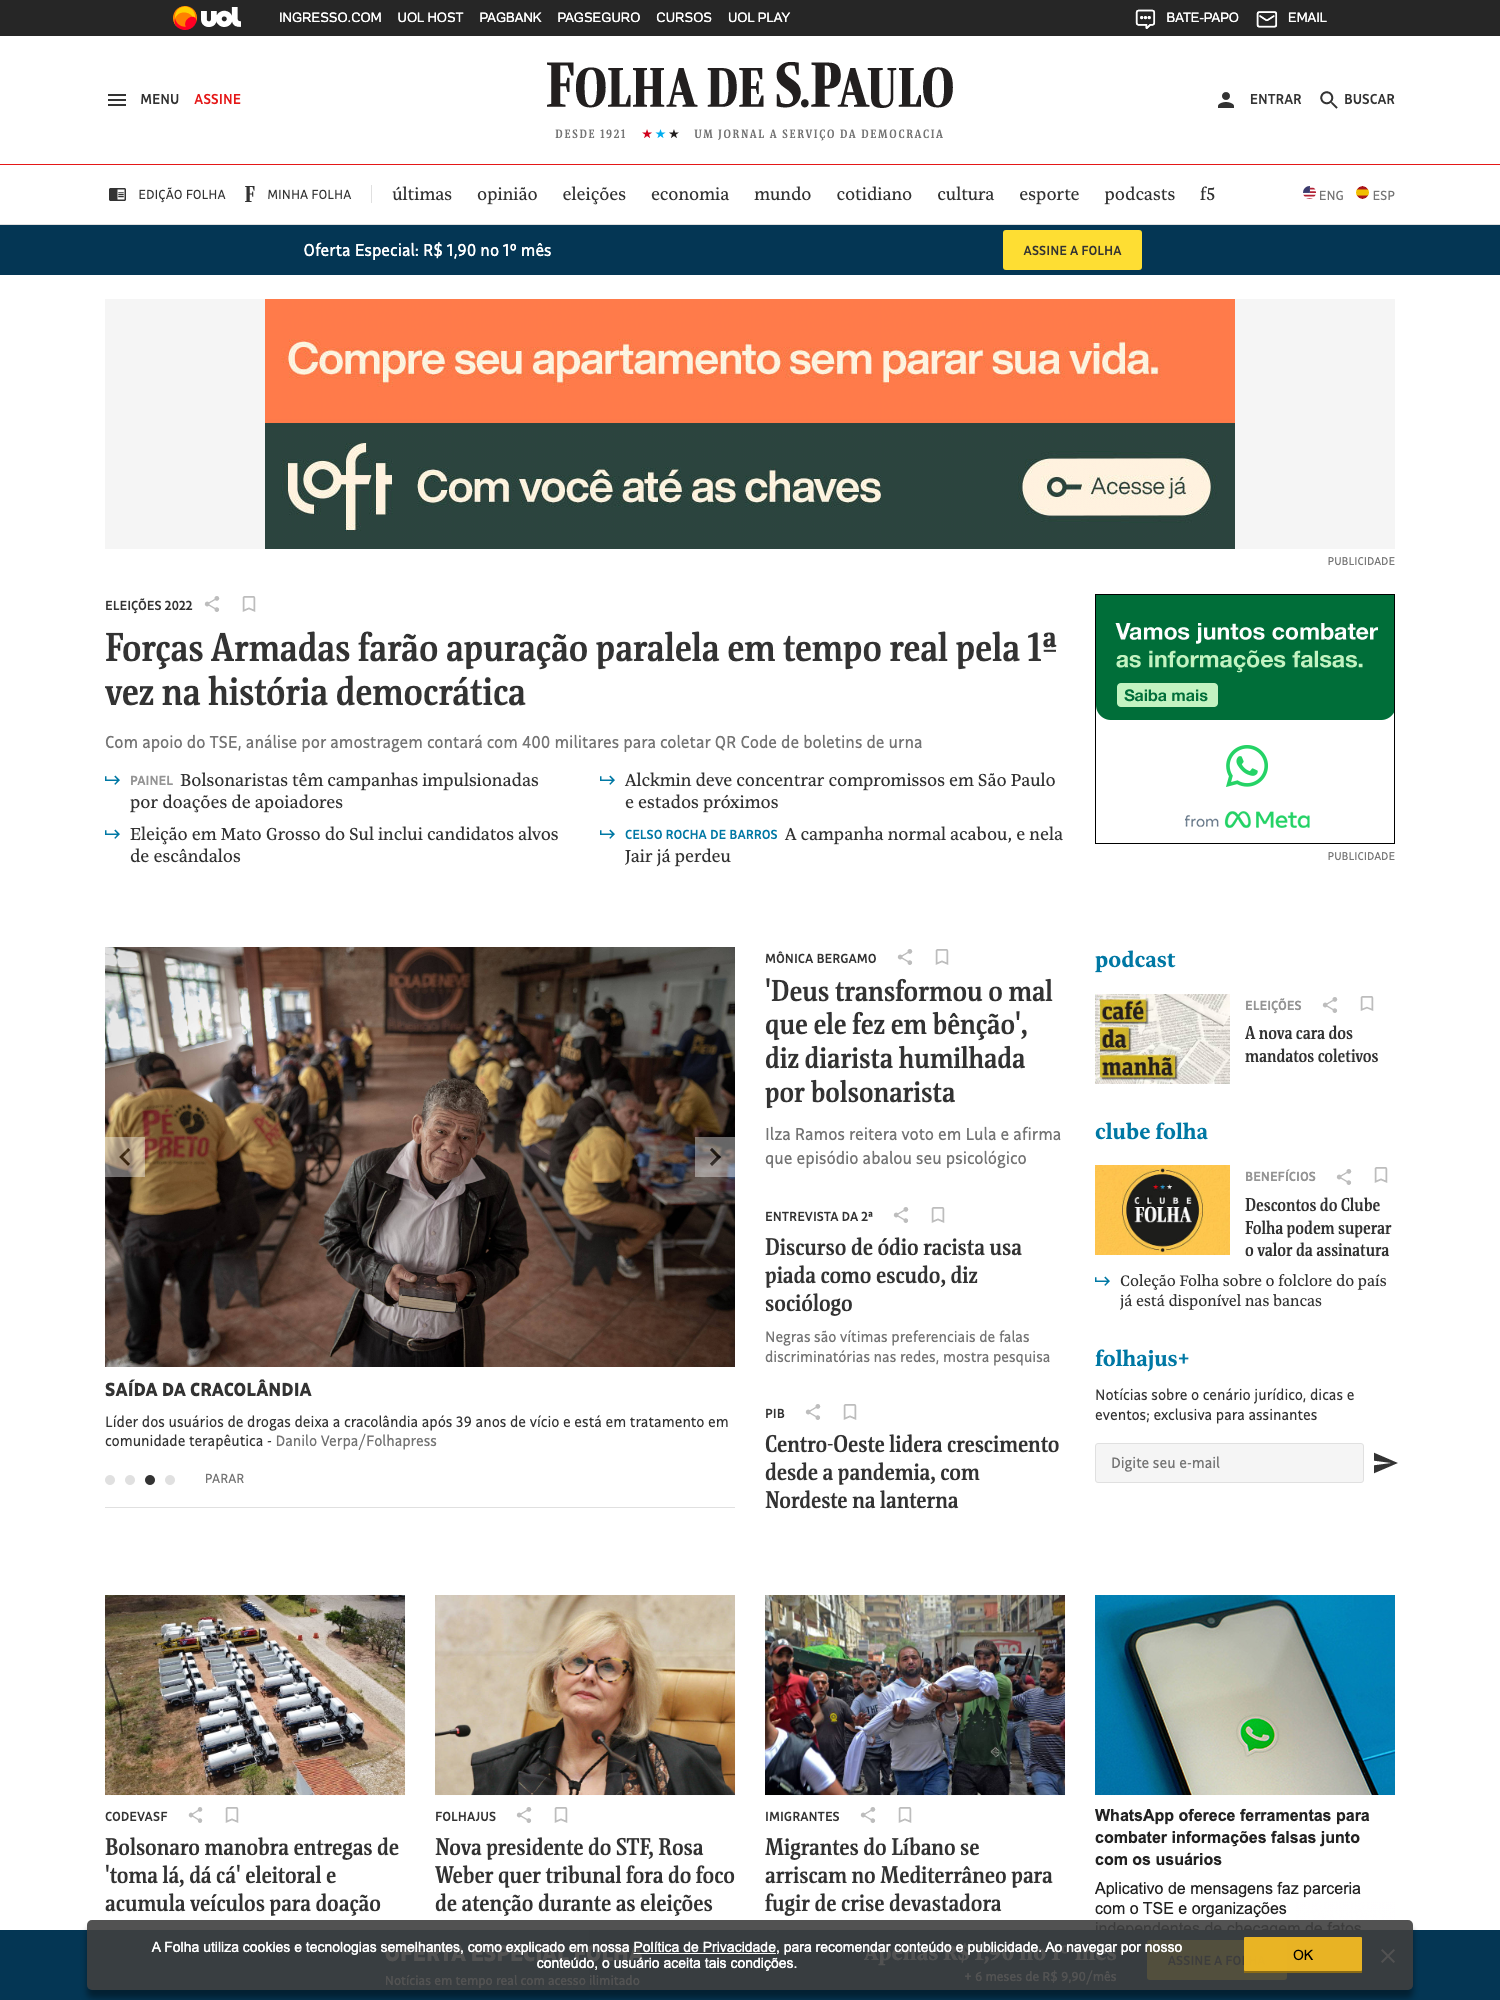 uol INGRESSO.COM UOL HOST PAGBANK PAGSEGURO CURSOS UOL PLAY BATE-PAPO EMAIL
MENU ASSINE FOLHA DE S.PAULO ENTRAR BUSCAR
DESDE 1921 ★★★ UM JORNAL A SERVIÇO DA DEMOCRACIA
EDIÇÃO FOLHA F MINHA FOLHA últimas opinião eleições economia mundo cotidiano cultura esporte podcasts f5 ENG ESP
Oferta Especial: R$ 1,90 no 1º mês ASSINE A FOLHA
Compre seu apartamento sem parar sua vida.
loft Com você até as chaves Acesse já
PUBLICIDADE
ELEIÇÕES 2022
Forças Armadas farão apuração paralela em tempo real pela 1ª
vez na história democrática
Com apoio do TSE, análise por amostragem contará com 400 militares para coletar QR Code de boletins de urna
PAINEL Bolsonaristas têm campanhas impulsionadas
por doações de apoiadores
Eleição em Mato Grosso do Sul inclui candidatos alvos
de escândalos
Alckmin deve concentrar compromissos em São Paulo
e estados próximos
CELSO ROCHA DE BARROS A campanha normal acabou, e nela
Jair já perdeu
Vamos juntos combater
as informações falsas.
Saiba mais
from Meta
PUBLICIDADE
BOLA DE NEVE
PÉ
PRETO
SAÍDA DA CRACOLÂNDIA
Líder dos usuários de drogas deixa a cracolândia após 39 anos de vício e está em tratamento em
comunidade terapêutica - Danilo Verpa/Folhapress
PARAR
MÔNICA BERGAMO
'Deus transformou o mal
que ele fez em bênção',
diz diarista humilhada
por bolsonarista
Ilza Ramos reitera voto em Lula e afirma
que episódio abalou seu psicológico
ENTREVISTA DA 2ª
Discurso de ódio racista usa
piada como escudo, diz
sociólogo
Negras são vítimas preferenciais de falas
discriminatórias nas redes, mostra pesquisa
PIB
Centro-Oeste lidera crescimento
desde a pandemia, com
Nordeste na lanterna
podcast
café
da
manhã
ELEIÇÕES
A nova cara dos
mandatos coletivos
clube folha
CLUBE
FOLHA
BENEFÍCIOS
Descontos do Clube
Folha podem superar
o valor da assinatura
Coleção Folha sobre o folclore do país
já está disponível nas bancas
folhajus+
Notícias sobre o cenário jurídico, dicas e
eventos; exclusiva para assinantes
Digite seu e-mail
CODEVASF
Bolsonaro manobra entregas de
'toma lá, dá cá' eleitoral e
acumula veículos para doação
FOLHAJUS
Nova presidente do STF, Rosa
Weber quer tribunal fora do foco
de atenção durante as eleições
IMIGRANTES
Migrantes do Líbano se
arriscam no Mediterrâneo para
fugir de crise devastadora
WhatsApp oferece ferramentas para
combater informações falsas junto
com os usuários
Aplicativo de mensagens faz parceria
com o TSE e organizações
independentes de checagem de fatos
A Folha utiliza cookies e tecnologias semelhantes, como explicado em nossa Política de Privacidade, para recomendar conteúdo e publicidade. Ao navegar por nosso
conteúdo, o usuário aceita tais condições.
OK
Notícias em tempo real com acesso ilimitado
Apenas R$ 1,90 no 1º mês
+ 6 meses de R$ 9,90/mês
ASSINE A FO